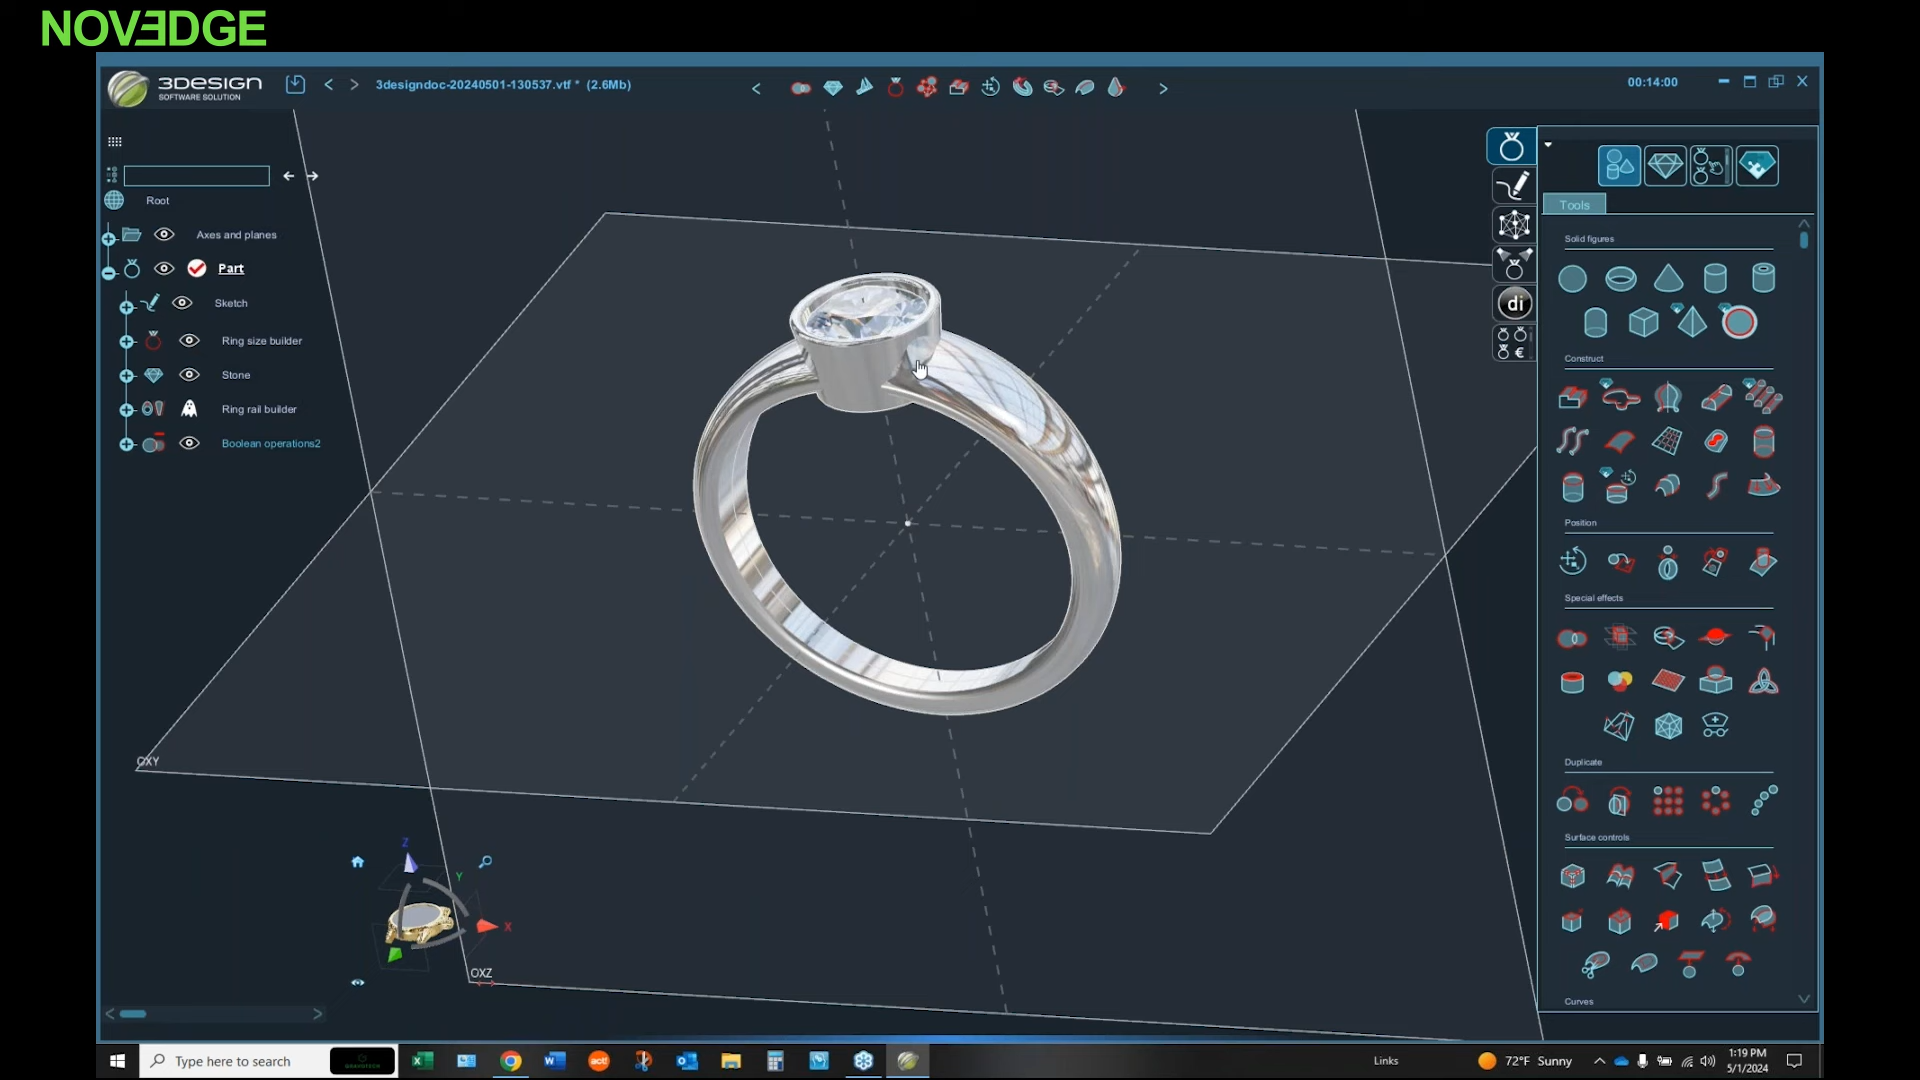 NOVEDGE
3DESIGN
SOFTWARE SOLUTION
3designdoc-20240501-130537.vtf * (2.6Mb)
00:14:00
Root
Axes and planes
Part
Sketch
Ring size builder
Stone
Ring rail builder
Boolean operations2
di
€
Tools
Solid figures
Construct
Position
Special effects
Duplicate
Surface controls
Curves
OXY
Z
Y
X
OXZ
Type here to search
act!
Links
72°F Sunny
1:19 PM
5/1/2024